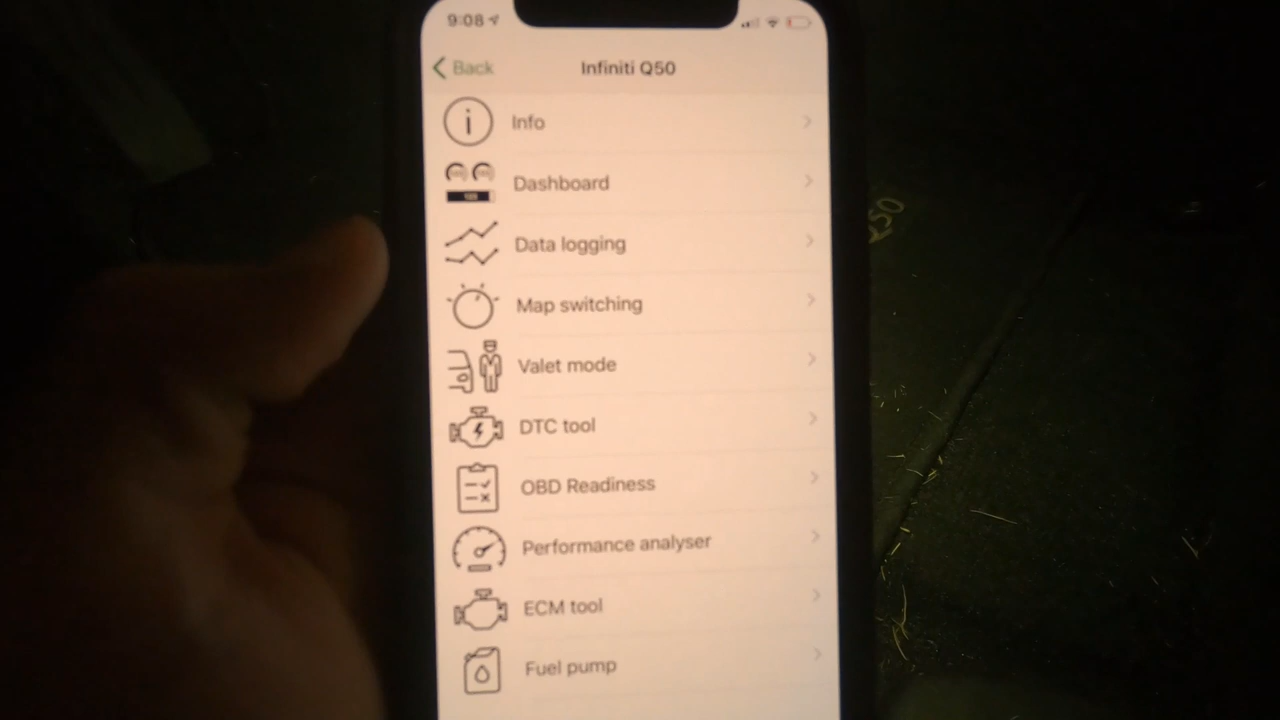 9:08
Back
Infiniti Q50
Info
Dashboard
Data logging
Map switching
Valet mode
DTC tool
OBD Readiness
Performance analyser
ECM tool
Fuel pump
Q50